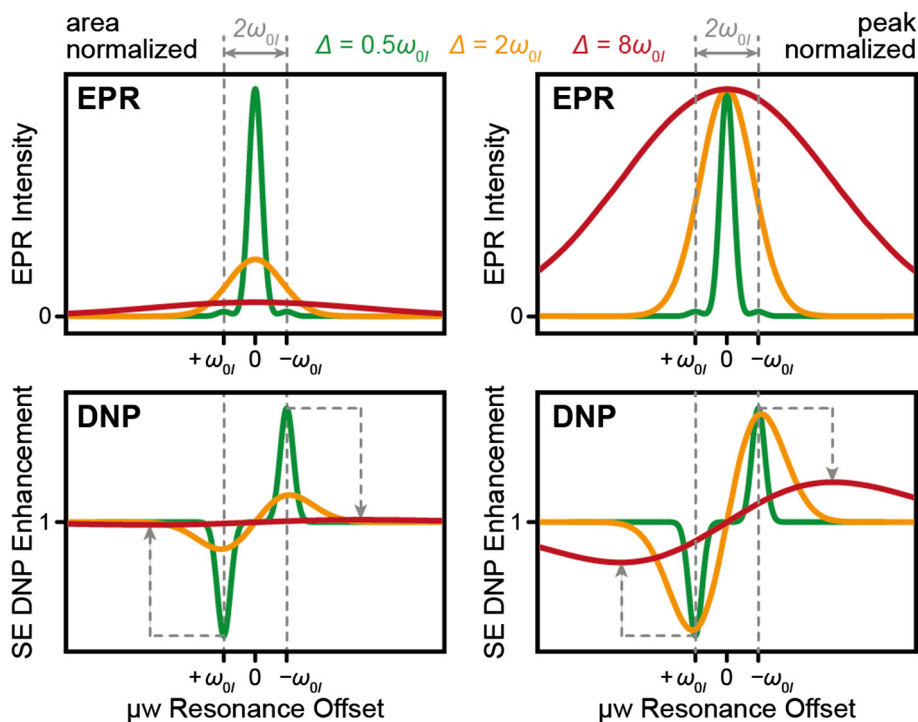 area normalized
2ω₀ᵢ
Δ = 0.5ω₀ᵢ Δ = 2ω₀ᵢ Δ = 8ω₀ᵢ
2ω₀ᵢ
peak normalized
EPR
EPR Intensity
0
+ω₀ᵢ 0 −ω₀ᵢ
EPR
EPR Intensity
0
+ω₀ᵢ 0 −ω₀ᵢ
DNP
SE DNP Enhancement
1
+ω₀ᵢ 0 −ω₀ᵢ
µw Resonance Offset
DNP
SE DNP Enhancement
1
+ω₀ᵢ 0 −ω₀ᵢ
µw Resonance Offset